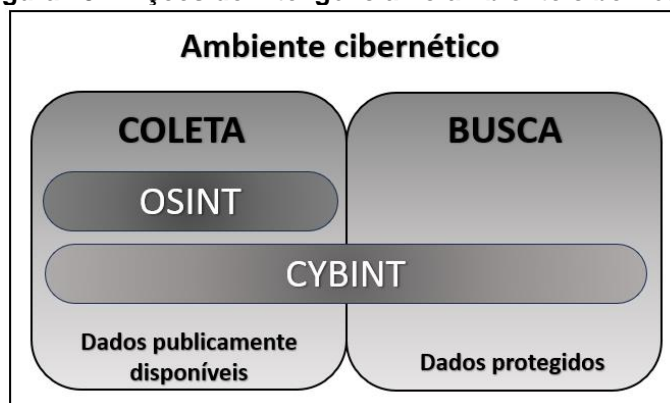 Ambiente cibernético
COLETA
BUSCA
OSINT
CYBINT
Dados publicamente
disponíveis
Dados protegidos